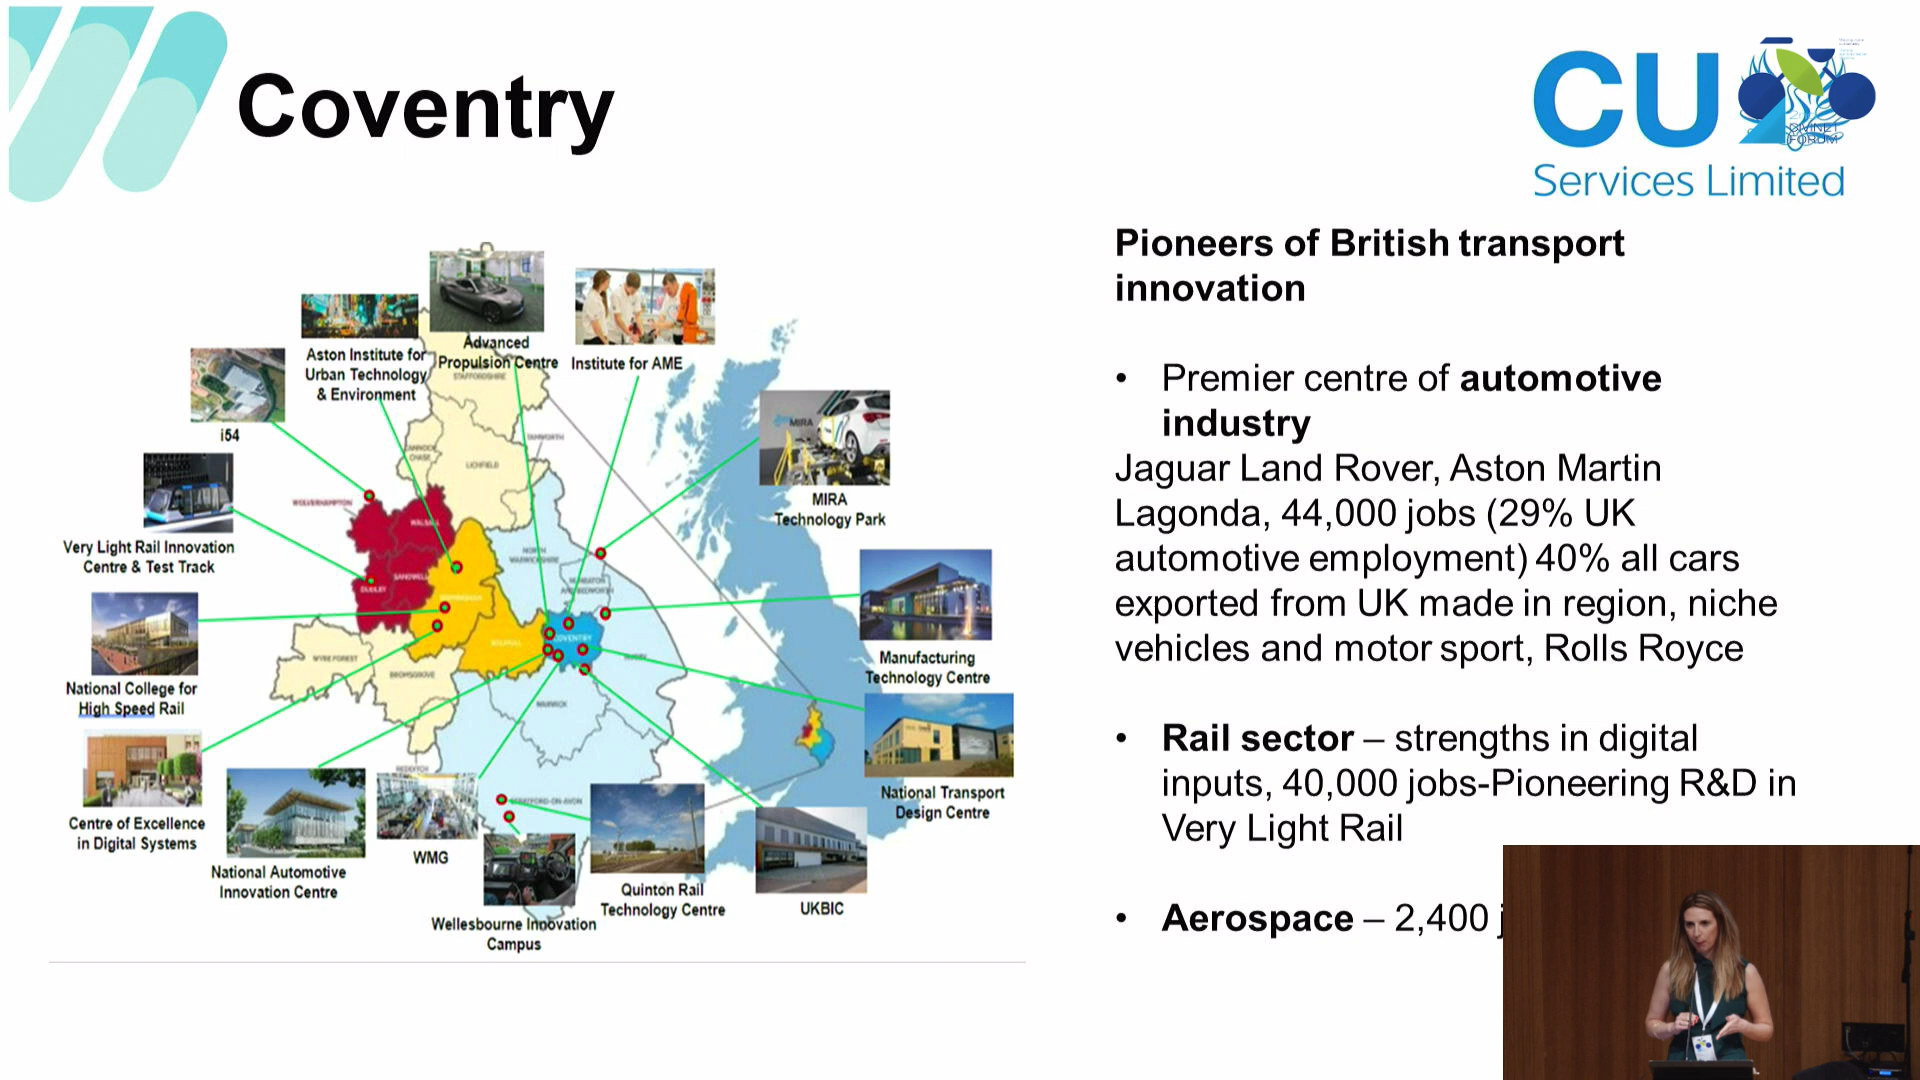 Coventry
CU
Services Limited
DIVINET
FORUM
Pioneers of British transport
innovation
• Premier centre of automotive
industry
Jaguar Land Rover, Aston Martin
Lagonda, 44,000 jobs (29% UK
automotive employment) 40% all cars
exported from UK made in region, niche
vehicles and motor sport, Rolls Royce
• Rail sector – strengths in digital
inputs, 40,000 jobs-Pioneering R&D in
Very Light Rail
• Aerospace – 2,400 j
Advanced
Propulsion Centre
Institute for AME
Aston Institute for
Urban Technology
& Environment
i54
MIRA
MIRA
Technology Park
Very Light Rail Innovation
Centre & Test Track
Manufacturing
Technology Centre
National College for
High Speed Rail
National Transport
Design Centre
Centre of Excellence
in Digital Systems
National Automotive
Innovation Centre
WMG
Wellesbourne Innovation
Campus
Quinton Rail
Technology Centre
UKBIC
STAFFORDSHIRE
TAMWORTH
CANNOCK
CHASE
LICHFIELD
WOLVERHAMPTON
WALSALL
SANDWELL
DUDLEY
NORTH
WARWICKSHIRE
COVENTRY
WYRE FOREST
BROMSGROVE
WARWICK
REDDITCH
STRATFORD-ON-AVON